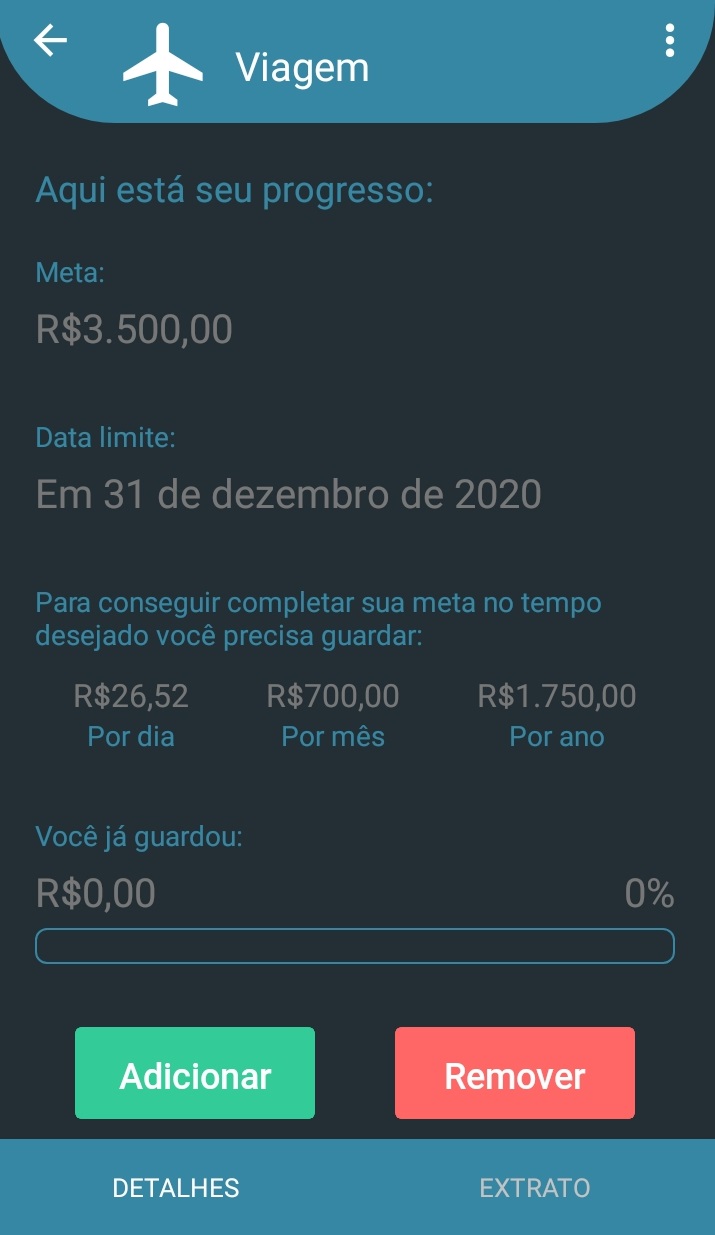 Viagem
Aqui está seu progresso:
Meta:
R$3.500,00
Data limite:
Em 31 de dezembro de 2020
Para conseguir completar sua meta no tempo
desejado você precisa guardar:
R$26,52 R$700,00 R$1.750,00
Por dia Por mês Por ano
Você já guardou:
R$0,00 0%
Adicionar Remover
DETALHES EXTRATO